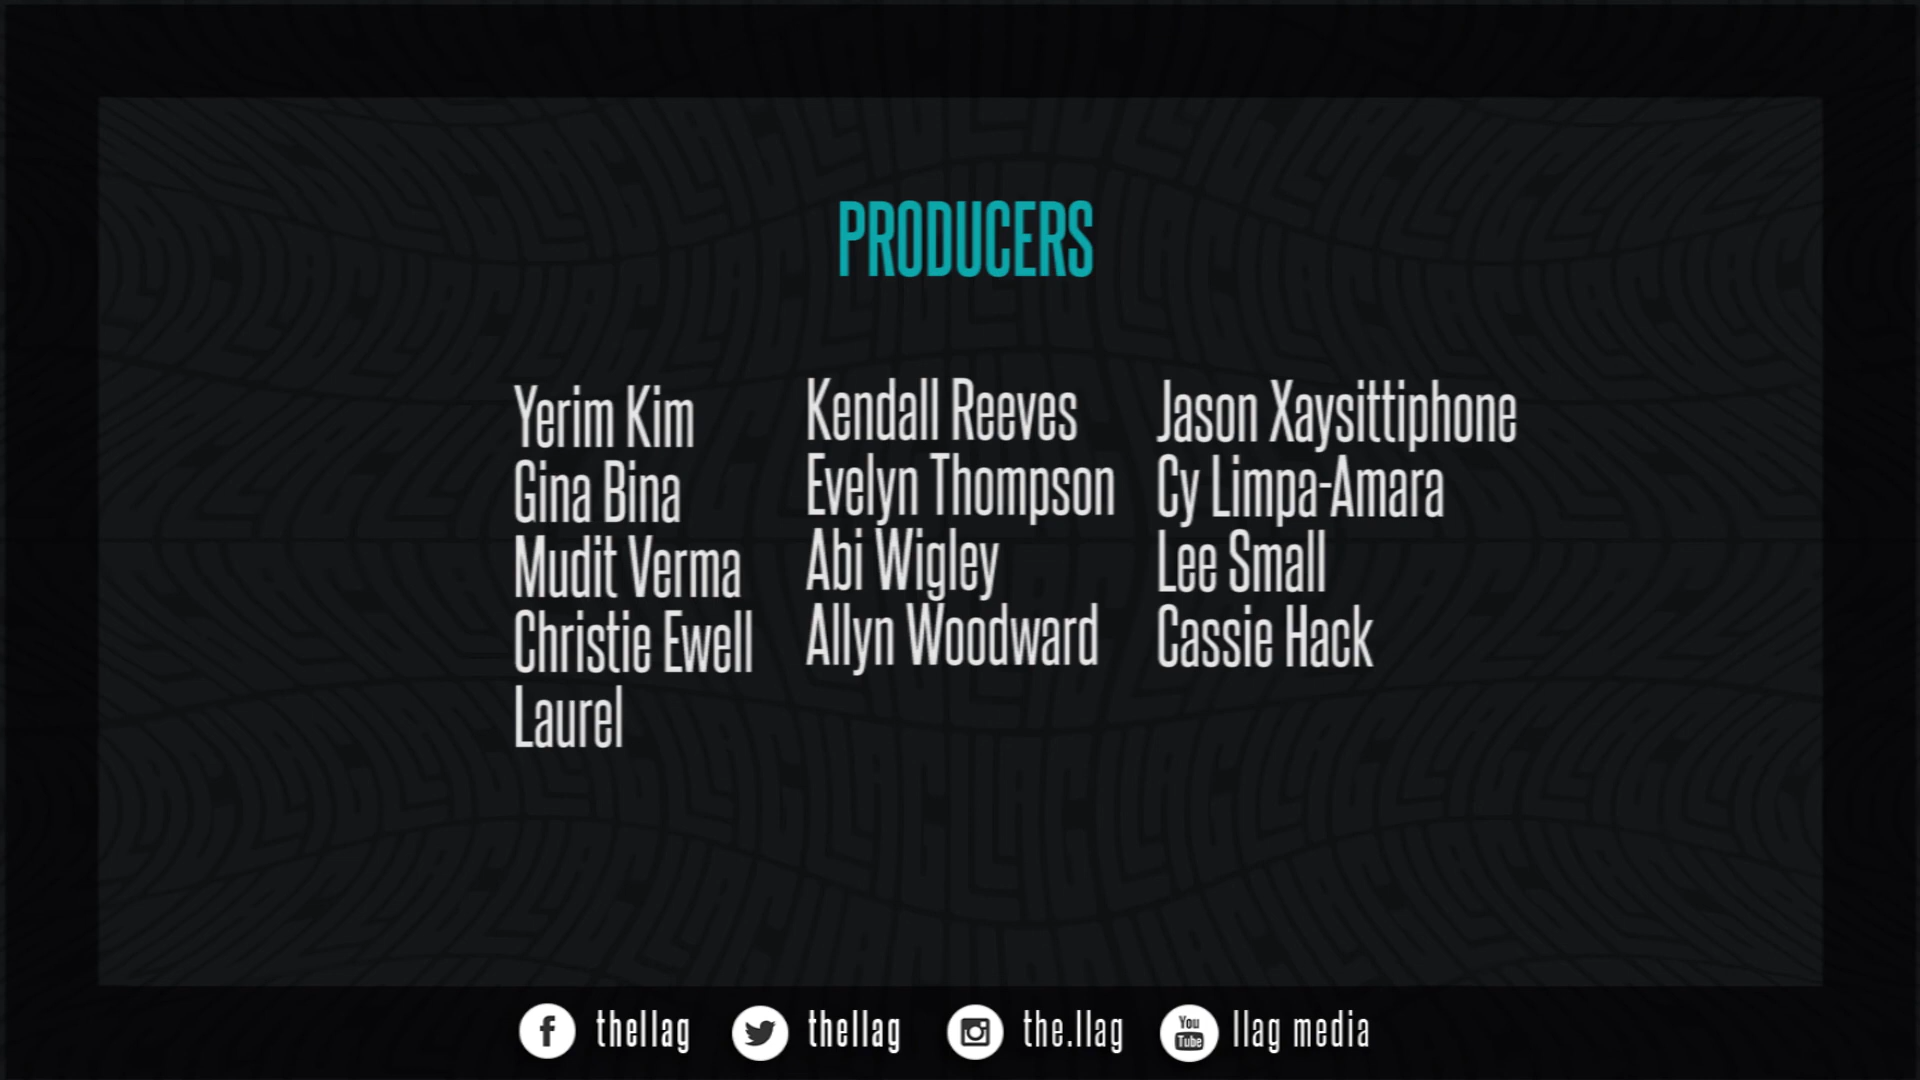 PRODUCERS
Yerim Kim
Gina Bina
Mudit Verma
Christie Ewell
Laurel
Kendall Reeves
Evelyn Thompson
Abi Wigley
Allyn Woodward
Jason Xaysittiphone
Cy Limpa-Amara
Lee Small
Cassie Hack
f thellag
thellag
the.llag
You Tube llag media